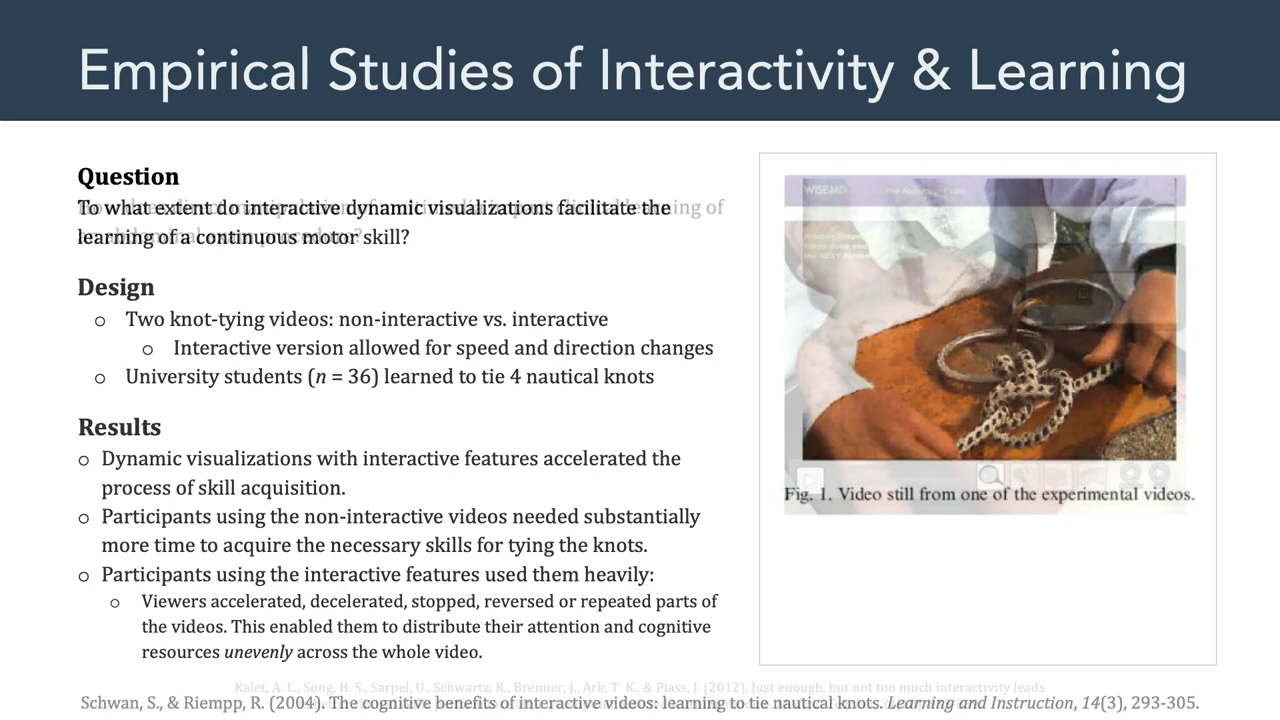 Empirical Studies of Interactivity & Learning
Question
To what extent do interactive dynamic visualizations facilitate the
learning of a continuous motor skill?
Design
o Two knot-tying videos: non-interactive vs. interactive
o Interactive version allowed for speed and direction changes
o University students (n = 36) learned to tie 4 nautical knots
Results
o Dynamic visualizations with interactive features accelerated the
process of skill acquisition.
o Participants using the non-interactive videos needed substantially
more time to acquire the necessary skills for tying the knots.
o Participants using the interactive features used them heavily:
o Viewers accelerated, decelerated, stopped, reversed or repeated parts of
the videos. This enabled them to distribute their attention and cognitive
resources unevenly across the whole video.
WISE-MD
Fig. 1. Video still from one of the experimental videos.
Kalet, A. L., Song, H. S., Sarpel, U., Schwartz, R., Brenner, J., Ark, T. K., & Plass, J. (2012). Just enough, but not too much interactivity leads
Schwan, S., & Riempp, R. (2004). The cognitive benefits of interactive videos: learning to tie nautical knots. Learning and Instruction, 14(3), 293-305.